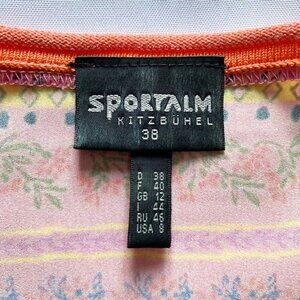 SPORTALM
KITZBÜHEL
38
D 38
F 40
GB 12
I 44
RU 46
USA 8